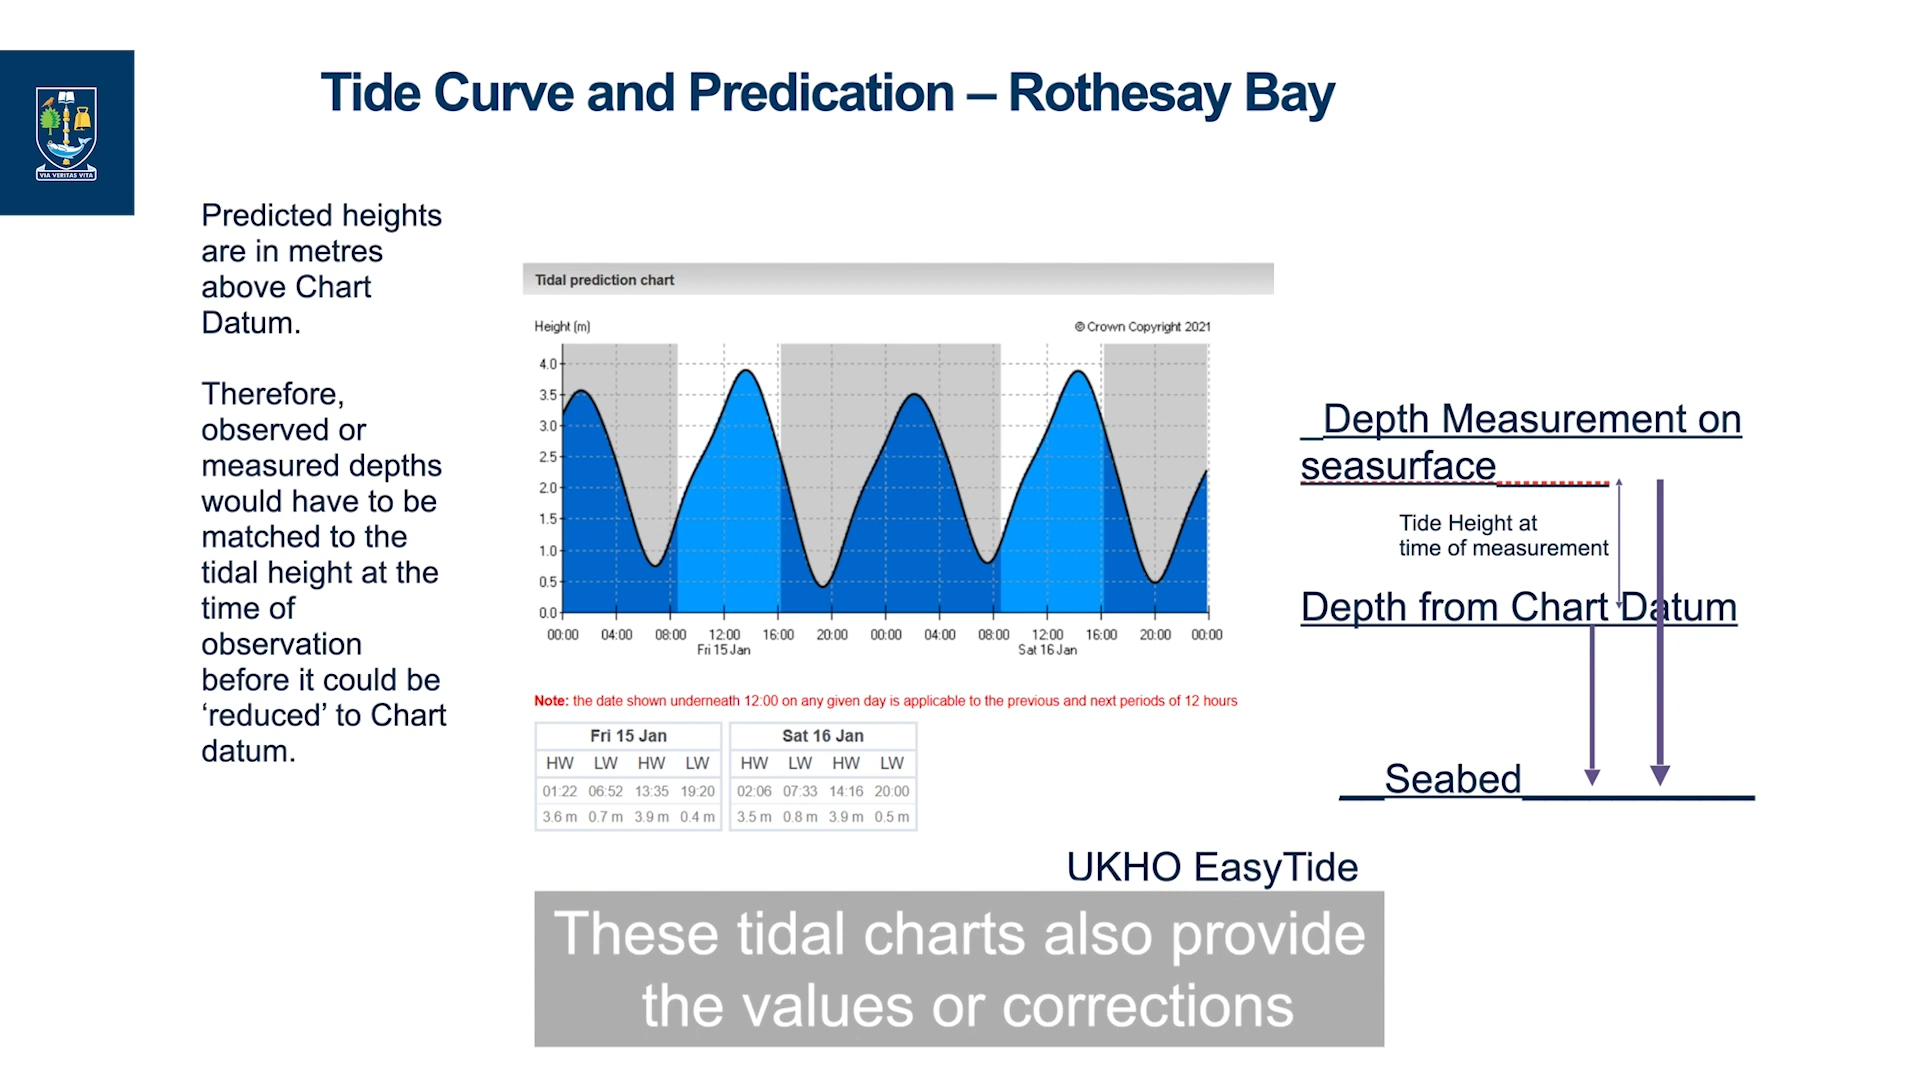 Tide Curve and Predication – Rothesay Bay
VIA VERITAS VITA
Predicted heights
are in metres
above Chart
Datum.
Therefore,
observed or
measured depths
would have to be
matched to the
tidal height at the
time of
observation
before it could be
‘reduced’ to Chart
datum.
Tidal prediction chart
Height (m)
© Crown Copyright 2021
4.0
3.5
3.0
2.5
2.0
1.5
1.0
0.5
0.0
00:00 04:00 08:00 12:00 16:00 20:00 00:00 04:00 08:00 12:00 16:00 20:00 00:00
Fri 15 Jan Sat 16 Jan
Note: the date shown underneath 12:00 on any given day is applicable to the previous and next periods of 12 hours
Fri 15 Jan
HW LW HW LW
01:22 06:52 13:35 19:20
3.6 m 0.7 m 3.9 m 0.4 m
Sat 16 Jan
HW LW HW LW
02:06 07:33 14:16 20:00
3.5 m 0.8 m 3.9 m 0.5 m
_Depth Measurement on
seasurface
Tide Height at
time of measurement
Depth from Chart Datum
Seabed
UKHO EasyTide
These tidal charts also provide
the values or corrections